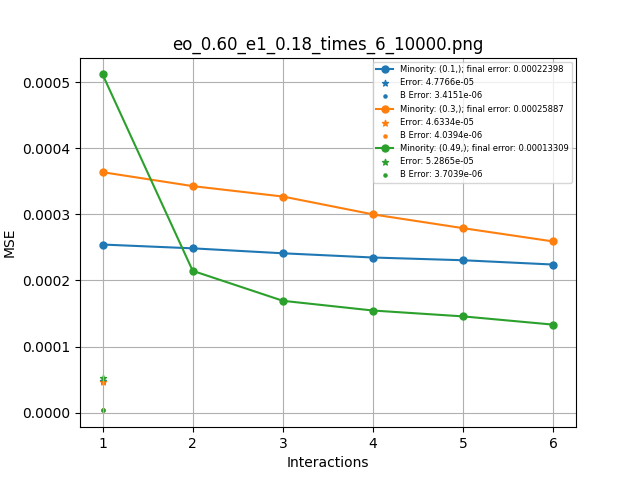 eo_0.60_e1_0.18_times_6_10000.png
Minority: (0.1,); final error: 0.00022398
Error: 4.7766e-05
B Error: 3.4151e-06
Minority: (0.3,); final error: 0.00025887
Error: 4.6334e-05
B Error: 4.0394e-06
Minority: (0.49,); final error: 0.00013309
Error: 5.2865e-05
B Error: 3.7039e-06
0.0005
0.0004
0.0003
0.0002
0.0001
0.0000
MSE
1 2 3 4 5 6
Interactions